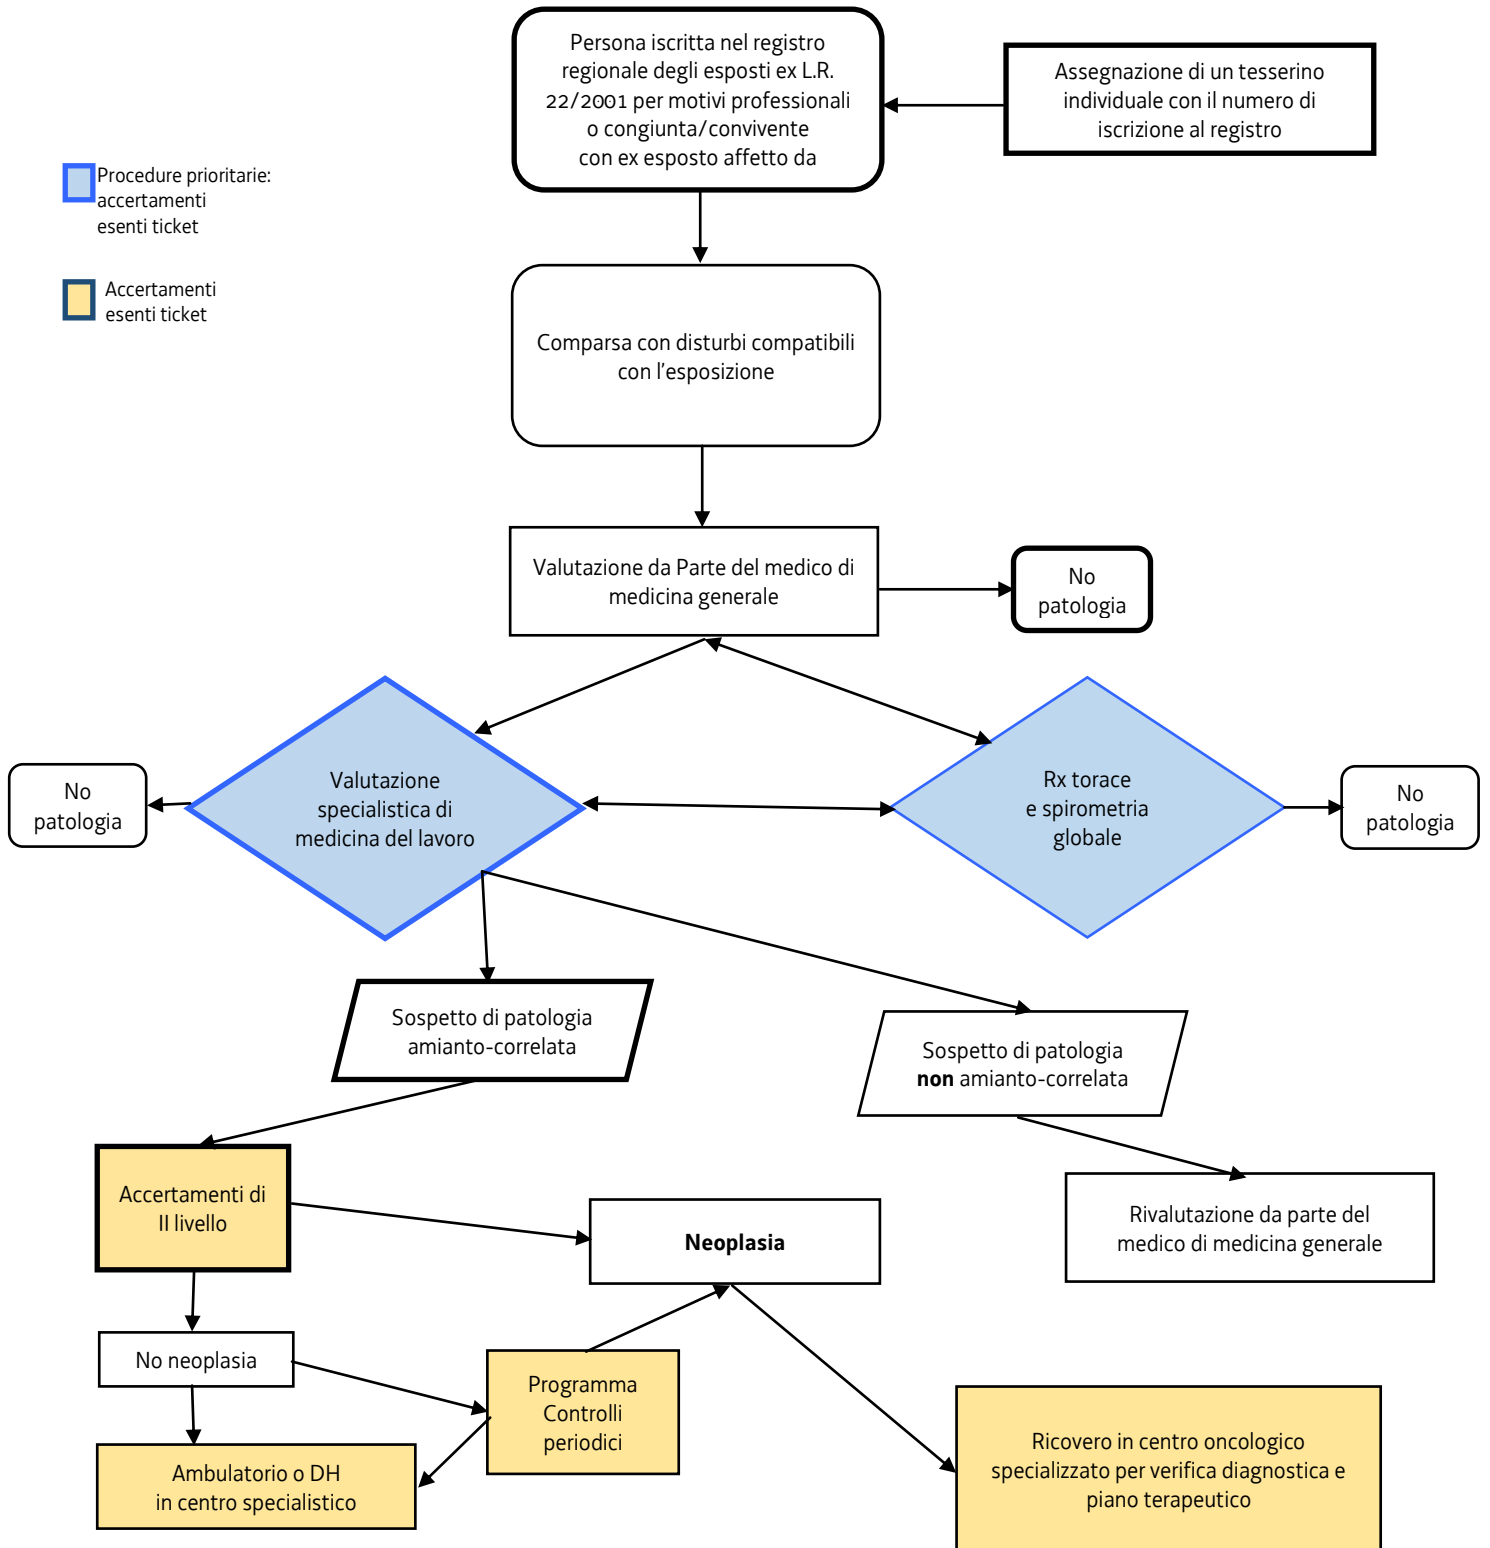 Persona iscritta nel registro
regionale degli esposti ex L.R.
22/2001 per motivi professionali
o congiunta/convivente
con ex esposto affetto da
Assegnazione di un tesserino
individuale con il numero di
iscrizione al registro
Procedure prioritarie:
accertamenti
esenti ticket
Accertamenti
esenti ticket
Comparsa con disturbi compatibili
con l'esposizione
Valutazione da Parte del medico di
medicina generale
No
patologia
No
patologia
Valutazione
specialistica di
medicina del lavoro
Rx torace
e spirometria
globale
No
patologia
Sospetto di patologia
amianto-correlata
Sospetto di patologia
non amianto-correlata
Accertamenti di
II livello
Neoplasia
Rivalutazione da parte del
medico di medicina generale
No neoplasia
Programma
Controlli
periodici
Ambulatorio o DH
in centro specialistico
Ricovero in centro oncologico
specializzato per verifica diagnostica e
piano terapeutico